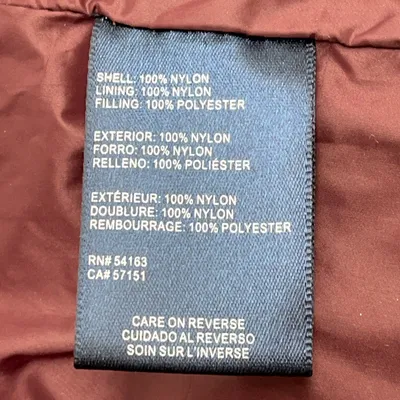 SHELL: 100% NYLON
LINING: 100% NYLON
FILLING: 100% POLYESTER
EXTERIOR: 100% NYLON
FORRO: 100% NYLON
RELLENO: 100% POLIÉSTER
EXTÉRIEUR: 100% NYLON
DOUBLURE: 100% NYLON
REMBOURRAGE: 100% POLYESTER
RN# 54163
CA# 57151
CARE ON REVERSE
CUIDADO AL REVERSO
SOIN SUR L'INVERSE